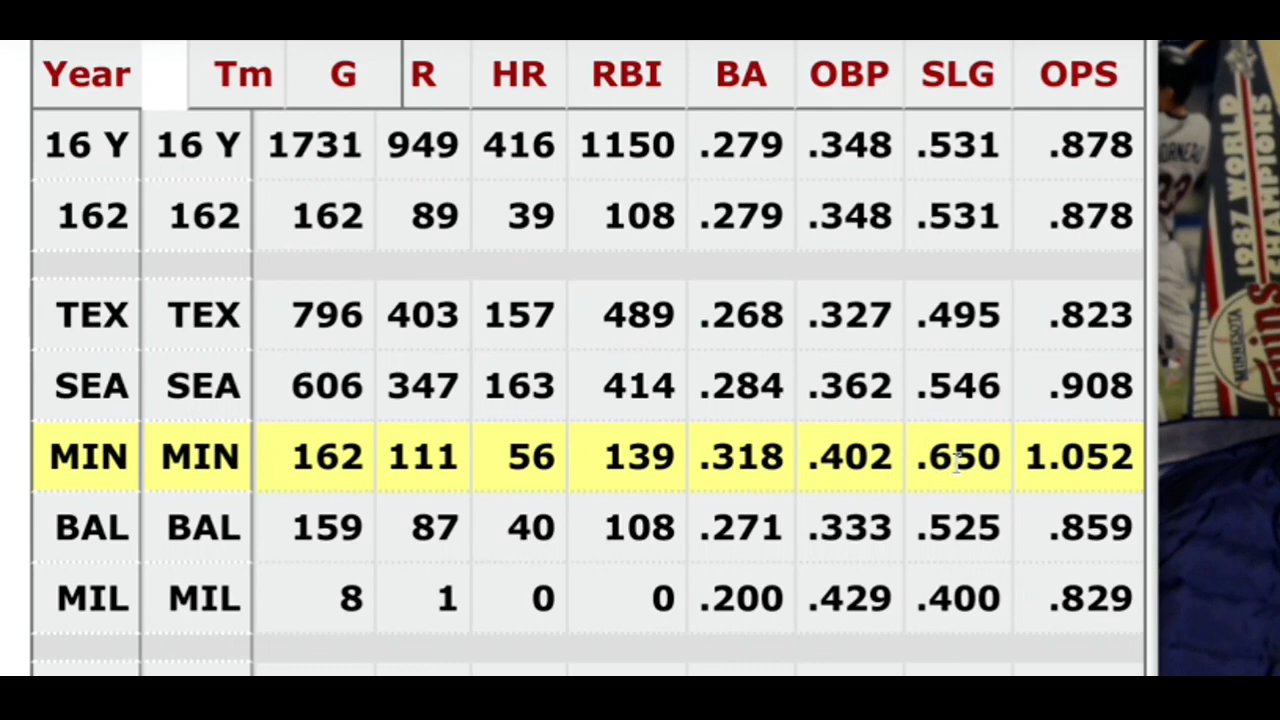 Year Tm G R HR RBI BA OBP SLG OPS
16 Y 16 Y 1731 949 416 1150 .279 .348 .531 .878
162 162 162 89 39 108 .279 .348 .531 .878
TEX TEX 796 403 157 489 .268 .327 .495 .823
SEA SEA 606 347 163 414 .284 .362 .546 .908
MIN MIN 162 111 56 139 .318 .402 .650 1.052
BAL BAL 159 87 40 108 .271 .333 .525 .859
MIL MIL 8 1 0 0 .200 .429 .400 .829
1987 WORLD
CHAMPIONS
MINNESOTA
Twins